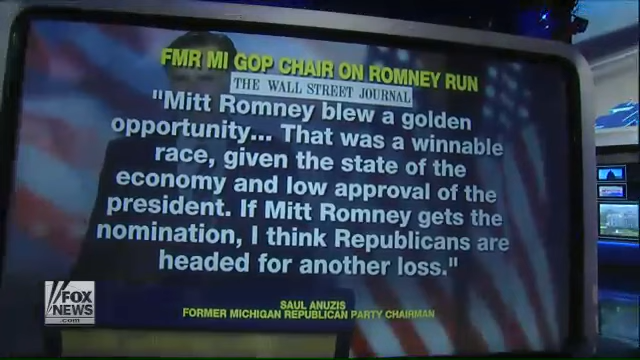 FMR MI GOP CHAIR ON ROMNEY RUN
THE WALL STREET JOURNAL
"Mitt Romney blew a golden
opportunity... That was a winnable
race, given the state of the
economy and low approval of the
president. If Mitt Romney gets the
nomination, I think Republicans are
headed for another loss."
SAUL ANUZIS
FORMER MICHIGAN REPUBLICAN PARTY CHAIRMAN
FOX
NEWS
.com